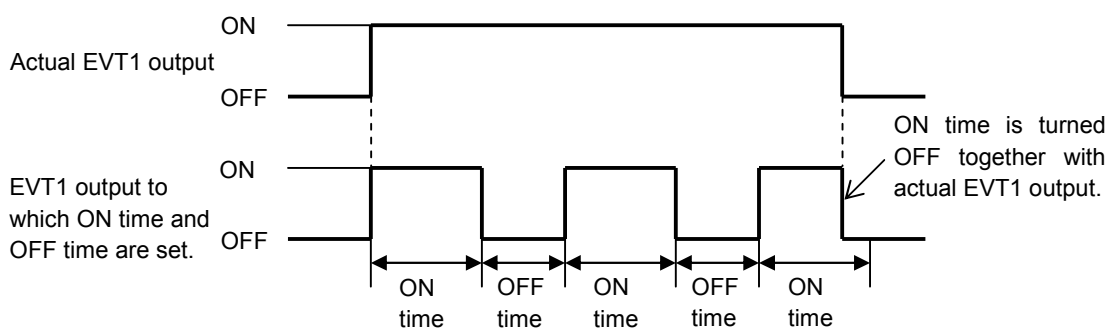 ON
Actual EVT1 output
OFF
ON time is turned
OFF together with
actual EVT1 output.
ON
EVT1 output to
which ON time and
OFF time are set.
OFF
ON
time
OFF
time
ON
time
OFF
time
ON
time